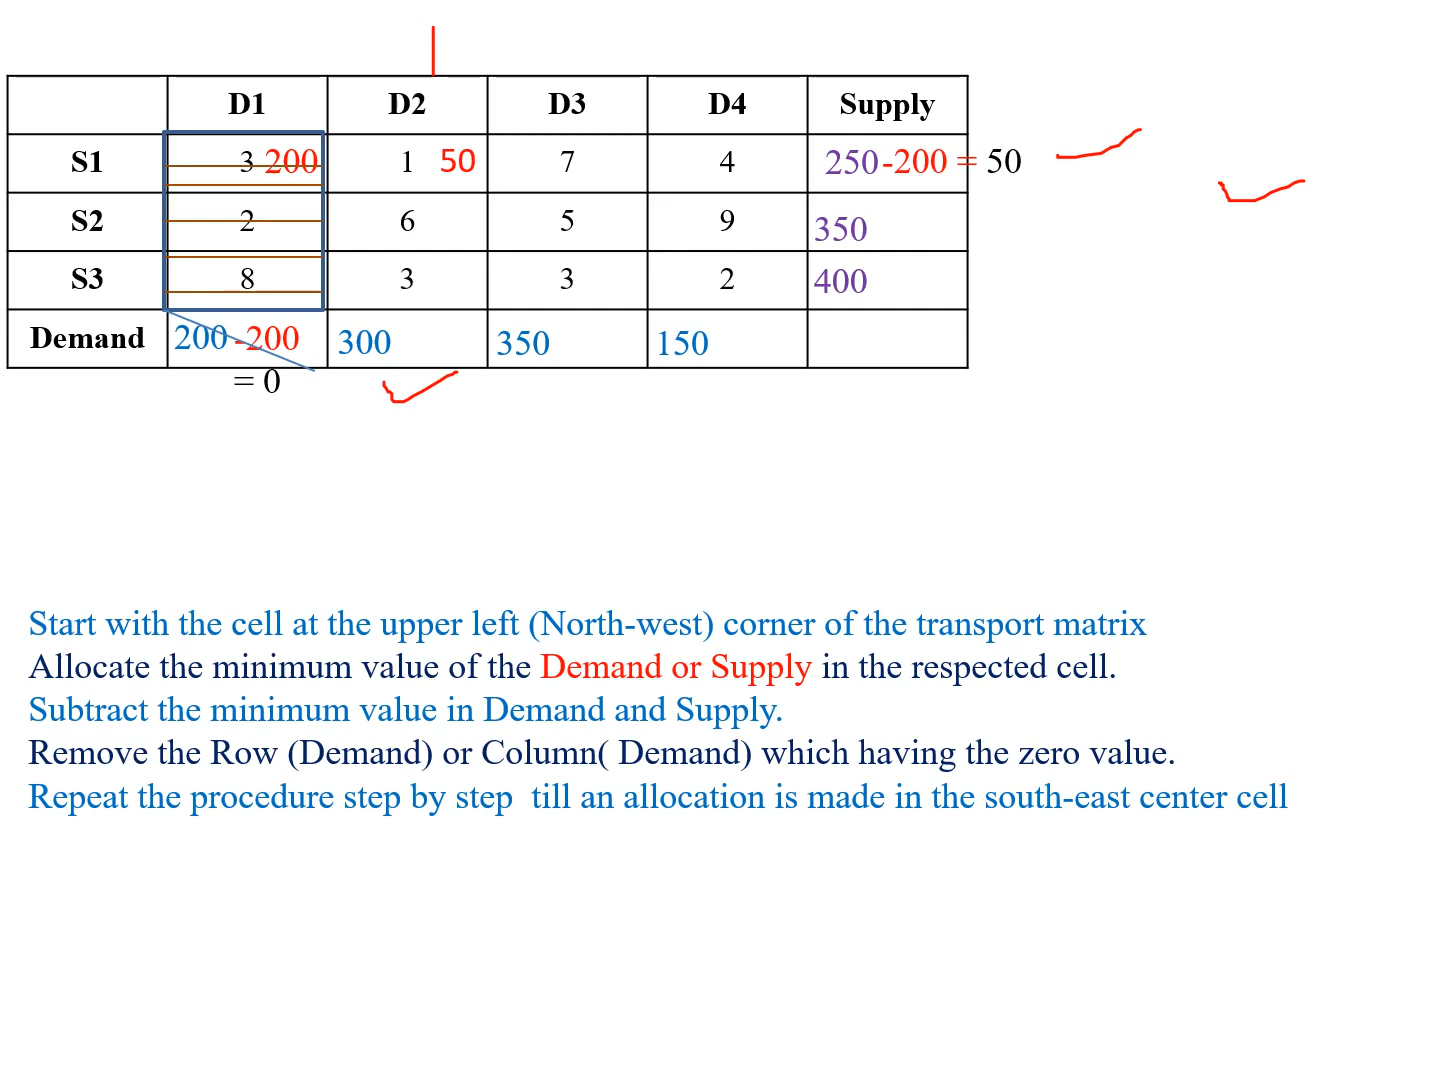 D1 D2 D3 D4 Supply
S1 3 200 1 50 7 4 250 -200 = 50
S2 2 6 5 9 350
S3 8 3 3 2 400
Demand 200 -200 300 350 150
= 0
Start with the cell at the upper left (North-west) corner of the transport matrix
Allocate the minimum value of the Demand or Supply in the respected cell.
Subtract the minimum value in Demand and Supply.
Remove the Row (Demand) or Column( Demand) which having the zero value.
Repeat the procedure step by step  till an allocation is made in the south-east center cell